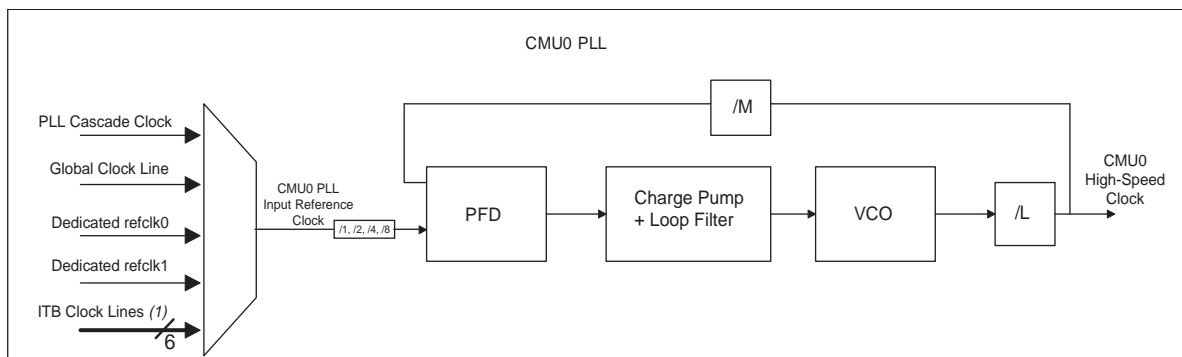 CMU0 PLL
PLL Cascade Clock
Global Clock Line
Dedicated refclk0
Dedicated refclk1
ITB Clock Lines (1)
6
CMU0 PLL
Input Reference
Clock
/1, /2, /4, /8
/M
PFD
Charge Pump
+ Loop Filter
VCO
/L
CMU0
High-Speed
Clock